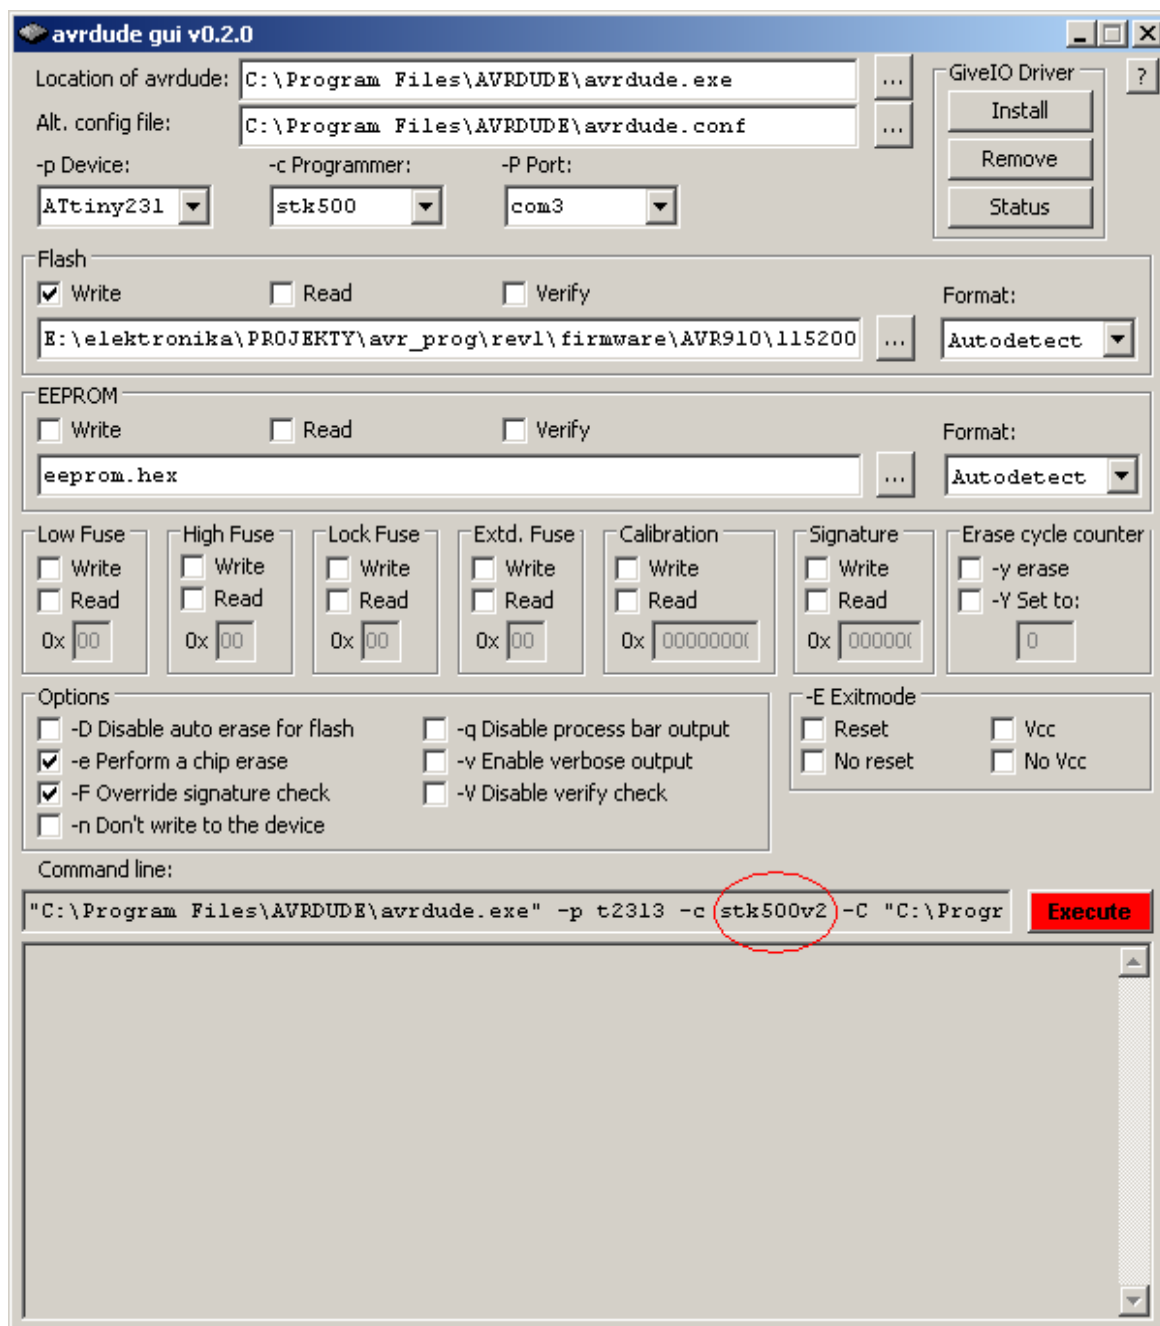 avrdude gui v0.2.0
Location of avrdude: C:\Program Files\AVRDUDE\avrdude.exe ...
GiveIO Driver ?
Alt. config file: C:\Program Files\AVRDUDE\avrdude.conf ...
Install
Remove
Status
-p Device: -c Programmer: -P Port:
ATtiny231 stk500 com3
Flash
Write Read Verify Format:
E:\elektronika\PROJEKTY\avr_prog\rev1\firmware\AVR910\115200 ... Autodetect
EEPROM
Write Read Verify Format:
eeprom.hex ... Autodetect
Low Fuse High Fuse Lock Fuse Extd. Fuse Calibration Signature Erase cycle counter
Write Write Write Write Write Write -y erase
Read Read Read Read Read Read -Y Set to:
0x 00 0x 00 0x 00 0x 00 0x 0000000( 0x 00000( 0
Options -E Exitmode
-D Disable auto erase for flash -q Disable process bar output Reset Vcc
-e Perform a chip erase -v Enable verbose output No reset No Vcc
-F Override signature check -V Disable verify check
-n Don't write to the device
Command line:
"C:\Program Files\AVRDUDE\avrdude.exe" -p t2313 -c stk500v2 -C "C:\Progr Execute